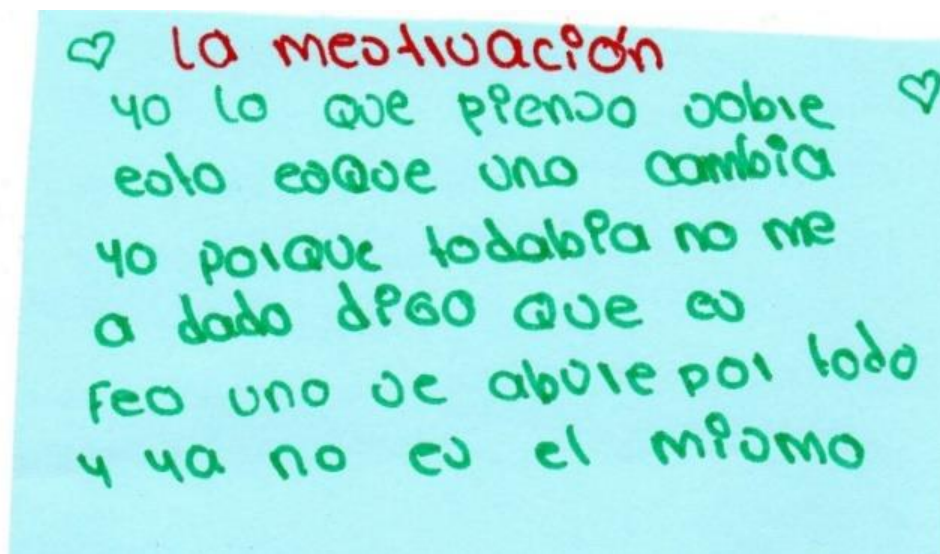 la mestivación
yo lo que pienso sobre
esto esque uno cambia
yo porque todabia no me
a dado digo que es
Feo uno se abure por todo
y ya no es el mismo